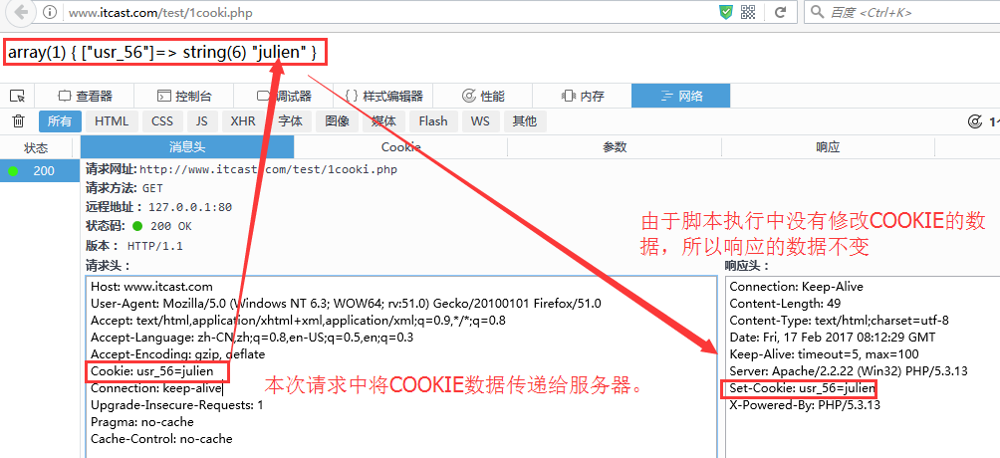 www.itcast.com/test/1cooki.php
百度 <Ctrl+K>
array(1) { ["usr_56"]=> string(6) "julien" }
查看器 控制台 调试器 { } 样式编辑器 性能 内存 网络
所有 HTML CSS JS XHR 字体 图像 媒体 Flash WS 其他
状态 消息头 Cookie 参数 响应
200
请求网址: http://www.itcast.com/test/1cooki.php
请求方法: GET
远程地址: 127.0.0.1:80
状态码: 200 OK
版本: HTTP/1.1
请求头:
Host: www.itcast.com
User-Agent: Mozilla/5.0 (Windows NT 6.3; WOW64; rv:51.0) Gecko/20100101 Firefox/51.0
Accept: text/html,application/xhtml+xml,application/xml;q=0.9,*/*;q=0.8
Accept-Language: zh-CN,zh;q=0.8,en-US;q=0.5,en;q=0.3
Accept-Encoding: gzip, deflate
Cookie: usr_56=julien
Connection: keep-alive
Upgrade-Insecure-Requests: 1
Pragma: no-cache
Cache-Control: no-cache
本次请求中将COOKIE数据传递给服务器。
由于脚本执行中没有修改COOKIE的数
据，所以响应的数据不变
响应头:
Connection: Keep-Alive
Content-Length: 49
Content-Type: text/html;charset=utf-8
Date: Fri, 17 Feb 2017 08:12:29 GMT
Keep-Alive: timeout=5, max=100
Server: Apache/2.2.22 (Win32) PHP/5.3.13
Set-Cookie: usr_56=julien
X-Powered-By: PHP/5.3.13